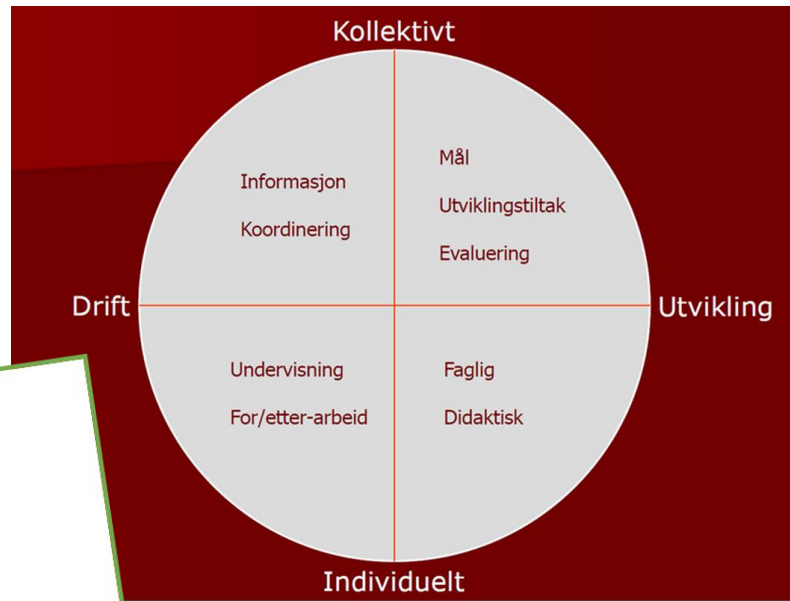 Kollektivt
Informasjon
Koordinering
Mål
Utviklingstiltak
Evaluering
Drift
Utvikling
Undervisning
For/etter-arbeid
Faglig
Didaktisk
Individuelt